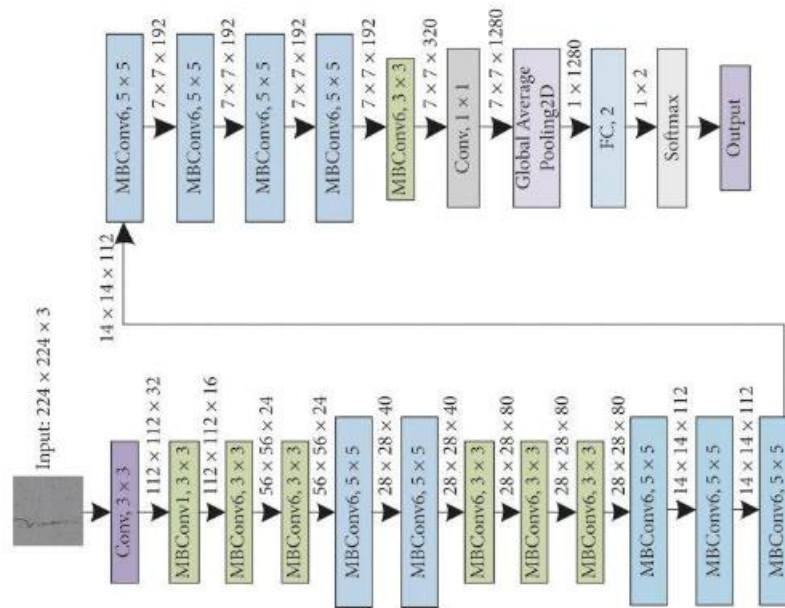 Input: 224 × 224 × 3
Conv, 3 × 3
112 × 112 × 32
MBConv1, 3 × 3
112 × 112 × 16
MBConv6, 3 × 3
56 × 56 × 24
MBConv6, 3 × 3
56 × 56 × 24
MBConv6, 5 × 5
28 × 28 × 40
MBConv6, 5 × 5
28 × 28 × 40
MBConv6, 3 × 3
28 × 28 × 80
MBConv6, 3 × 3
28 × 28 × 80
MBConv6, 3 × 3
28 × 28 × 80
MBConv6, 5 × 5
14 × 14 × 112
MBConv6, 5 × 5
14 × 14 × 112
MBConv6, 5 × 5
14 × 14 × 112
MBConv6, 5 × 5
7 × 7 × 192
MBConv6, 5 × 5
7 × 7 × 192
MBConv6, 5 × 5
7 × 7 × 192
MBConv6, 5 × 5
7 × 7 × 192
MBConv6, 3 × 3
7 × 7 × 320
Conv, 1 × 1
7 × 7 × 1280
Global Average
Pooling2D
1 × 1280
FC, 2
1 × 2
Softmax
Output